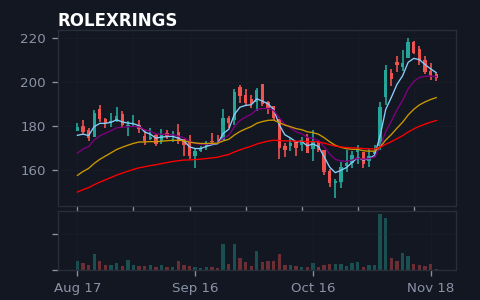 ROLEXRINGS
220
200
180
160
Aug 17
Sep 16
Oct 16
Nov 18